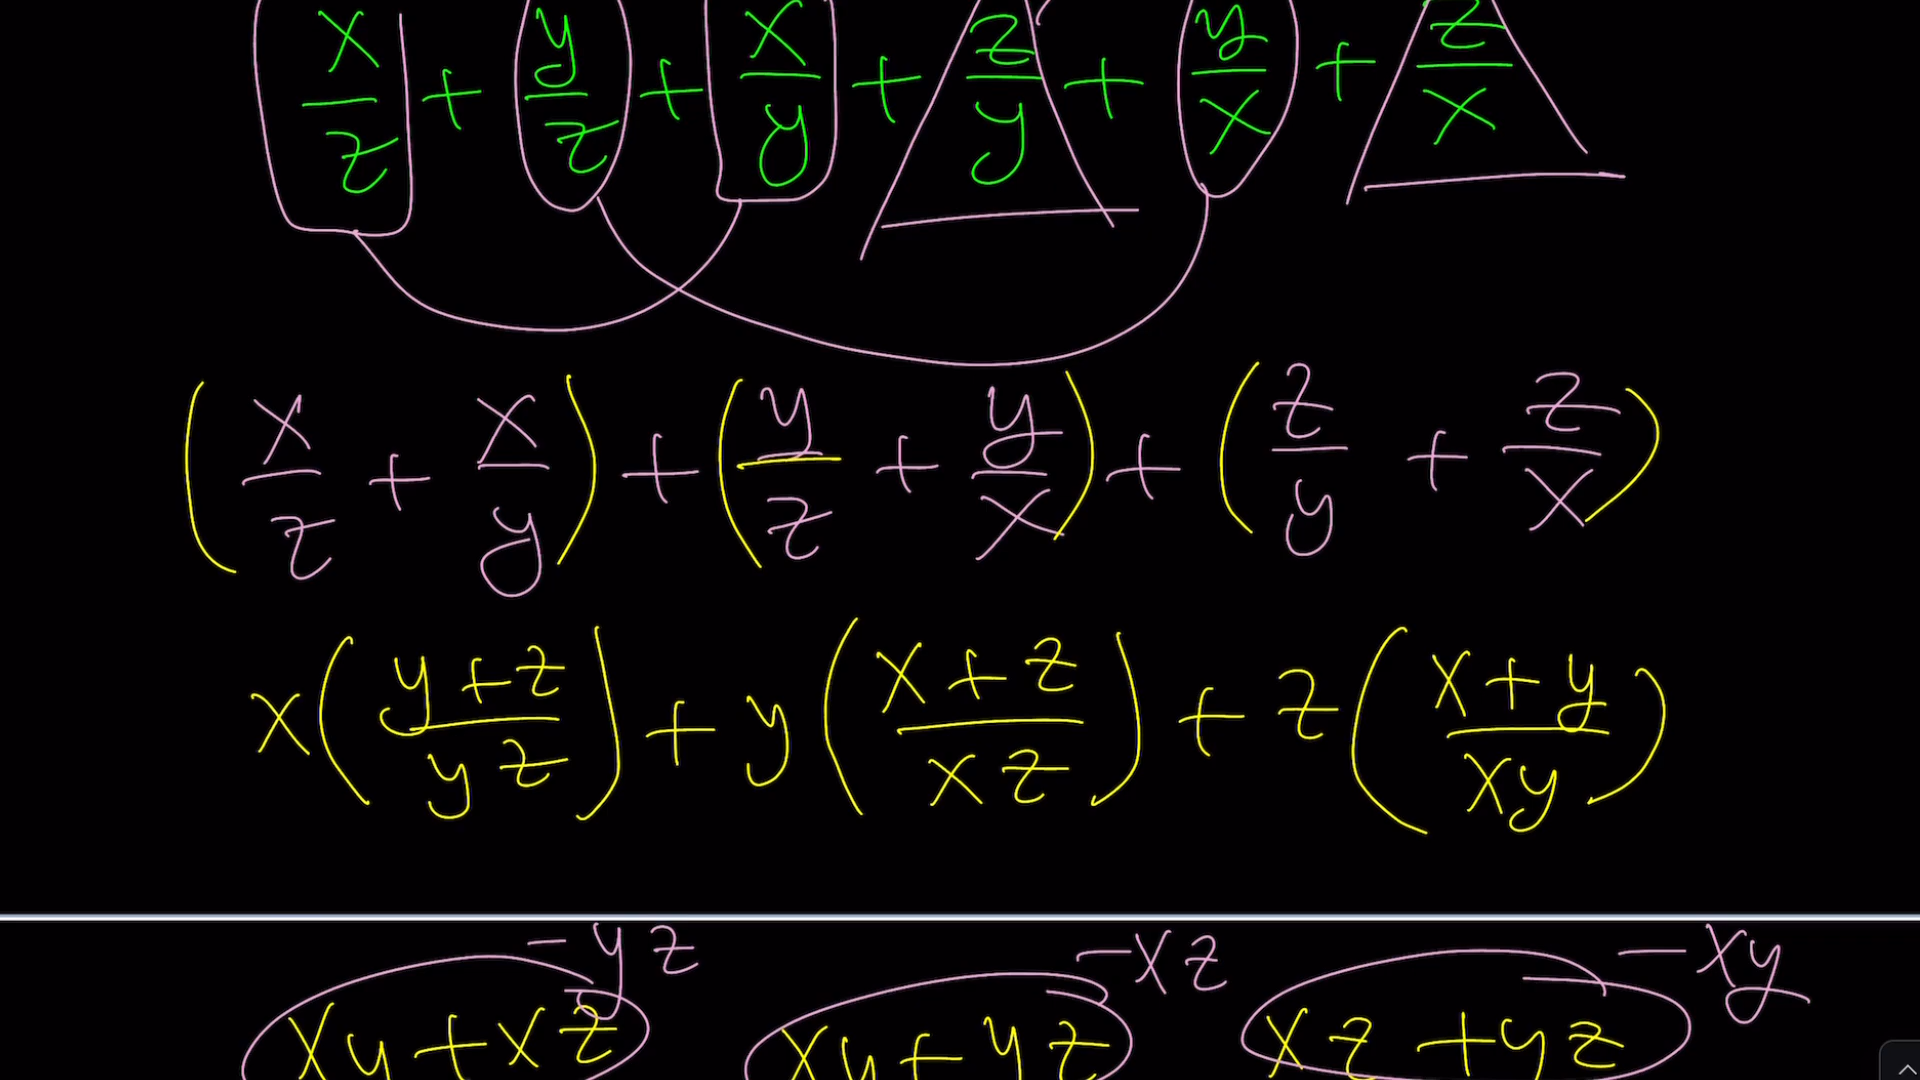 x/z + y/z + x/y + z/y + y/x + z/x
(x/z + x/y) + (y/z + y/x) + (z/y + z/x)
x((y+z)/yz) + y((x+z)/xz) + z((x+y)/xy)
-yz -xz -xy
xy+xz xy+yz xz+yz